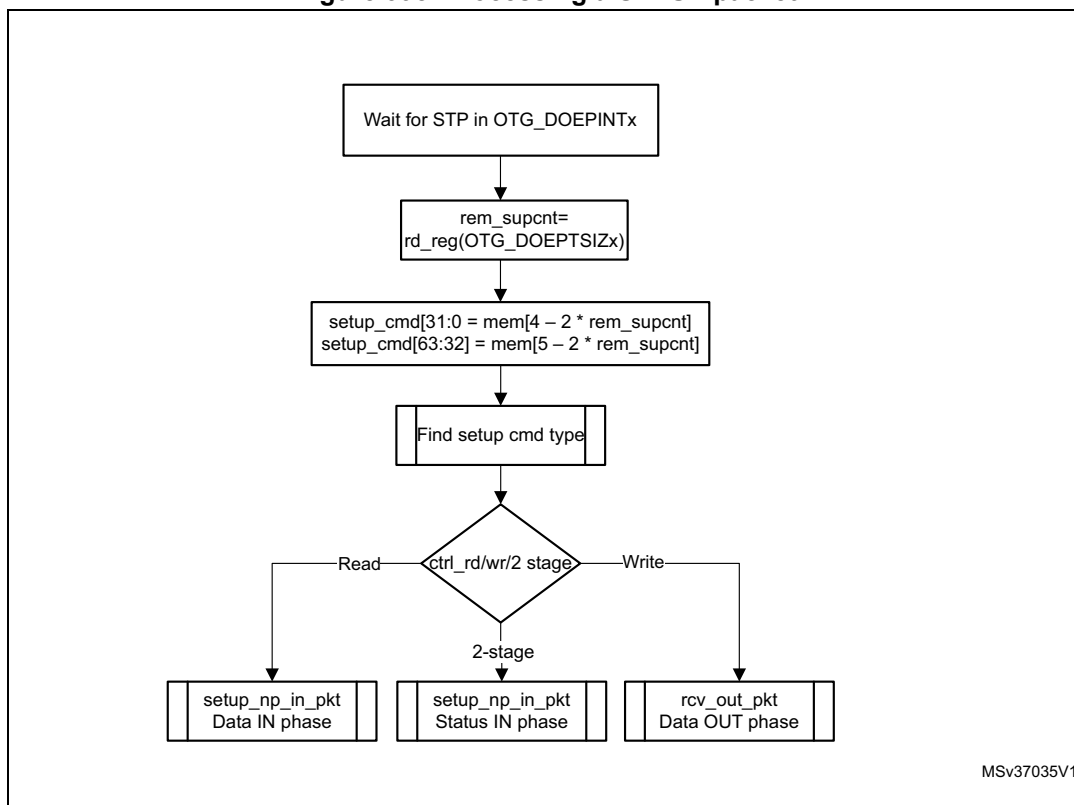 Wait for STP in OTG_DOEPINTx
rem_supcnt=
rd_reg(OTG_DOEPTSIZx)
setup_cmd[31:0 = mem[4 – 2 * rem_supcnt]
setup_cmd[63:32] = mem[5 – 2 * rem_supcnt]
Find setup cmd type
Read
ctrl_rd/wr/2 stage
Write
2-stage
setup_np_in_pkt
Data IN phase
setup_np_in_pkt
Status IN phase
rcv_out_pkt
Data OUT phase
MSv37035V1